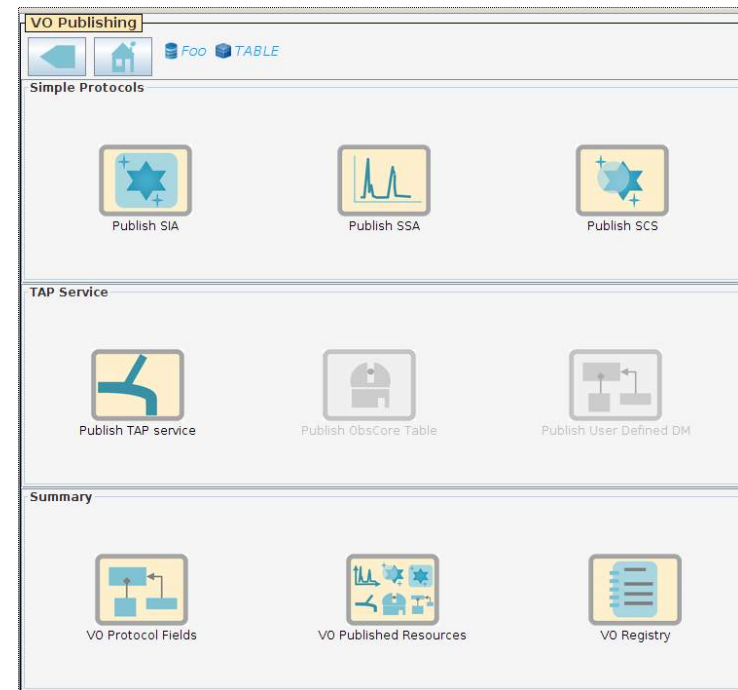 VO Publishing
Foo TABLE
Simple Protocols
Publish SIA Publish SSA Publish SCS
TAP Service
Publish TAP service Publish ObsCore Table Publish User Defined DM
Summary
VO Protocol Fields VO Published Resources VO Registry